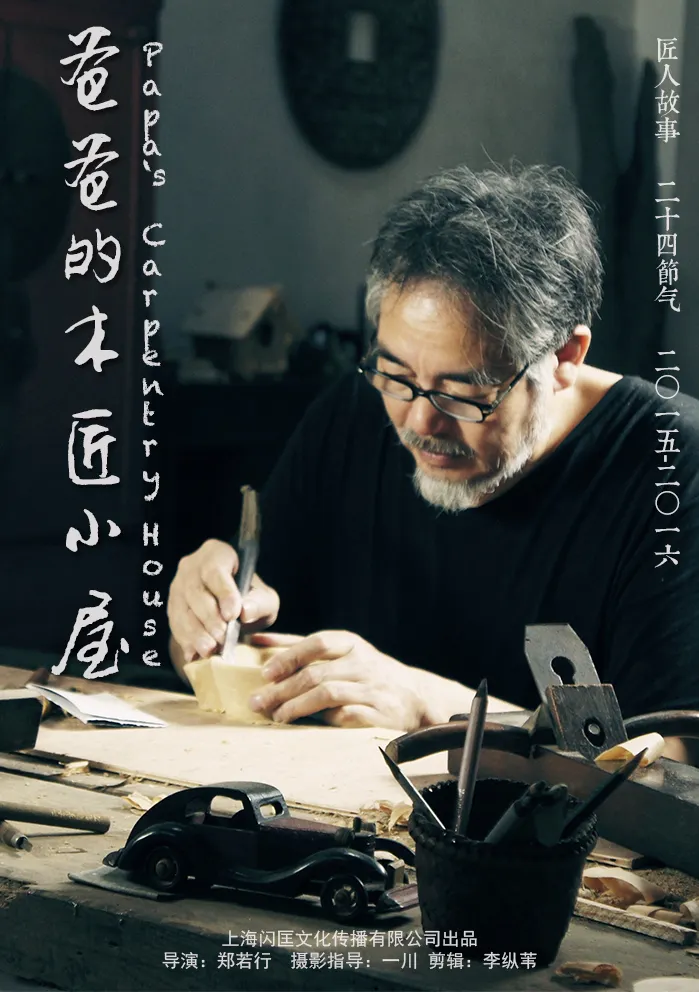 爸爸的木匠小屋
Papa's Carpentry House
匠人故事 二十四節气 二〇一五-二〇一六
上海闪匡文化传播有限公司出品
导演：郑若行 摄影指导：一川 剪辑：李纵苇